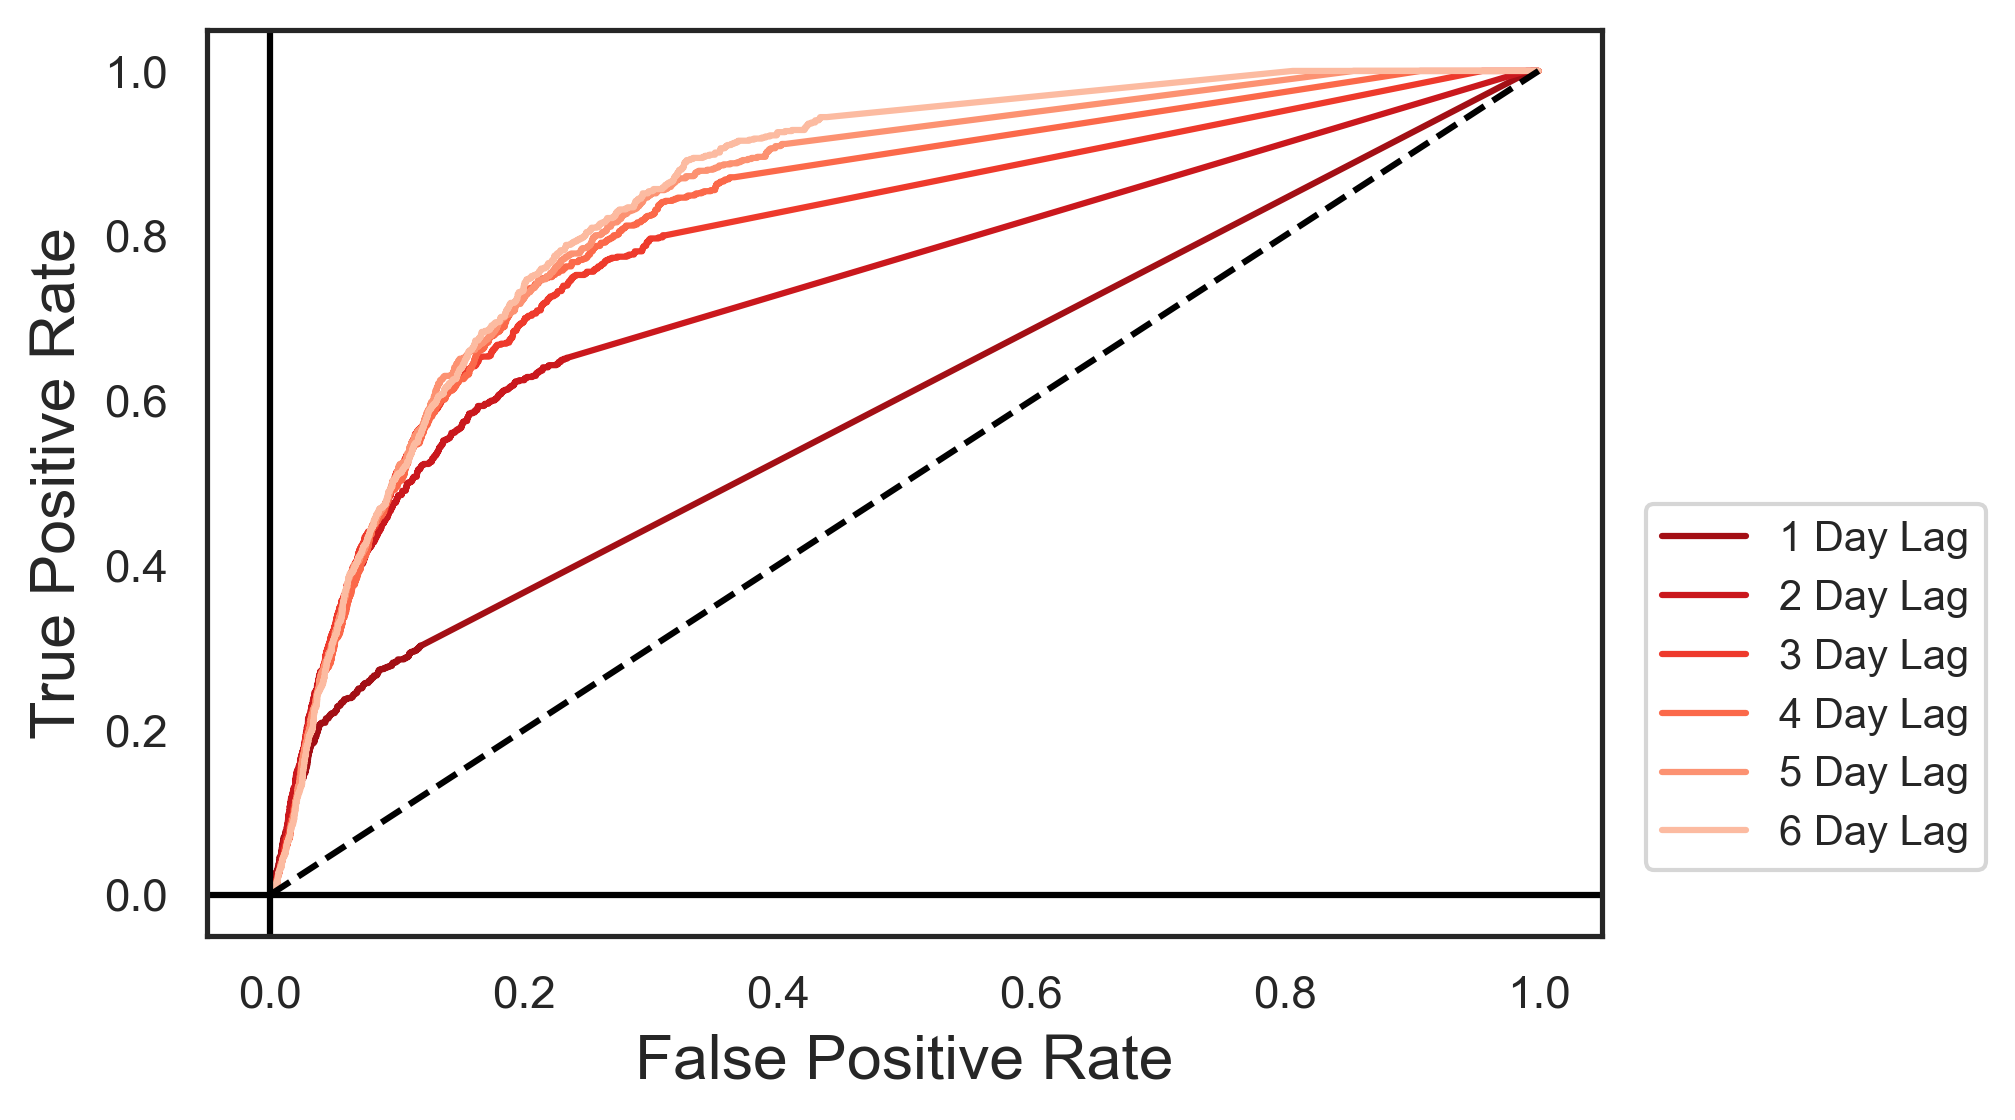 True Positive Rate
1.0
0.8
0.6
0.4
0.2
0.0
0.0 0.2 0.4 0.6 0.8 1.0
False Positive Rate
1 Day Lag
2 Day Lag
3 Day Lag
4 Day Lag
5 Day Lag
6 Day Lag